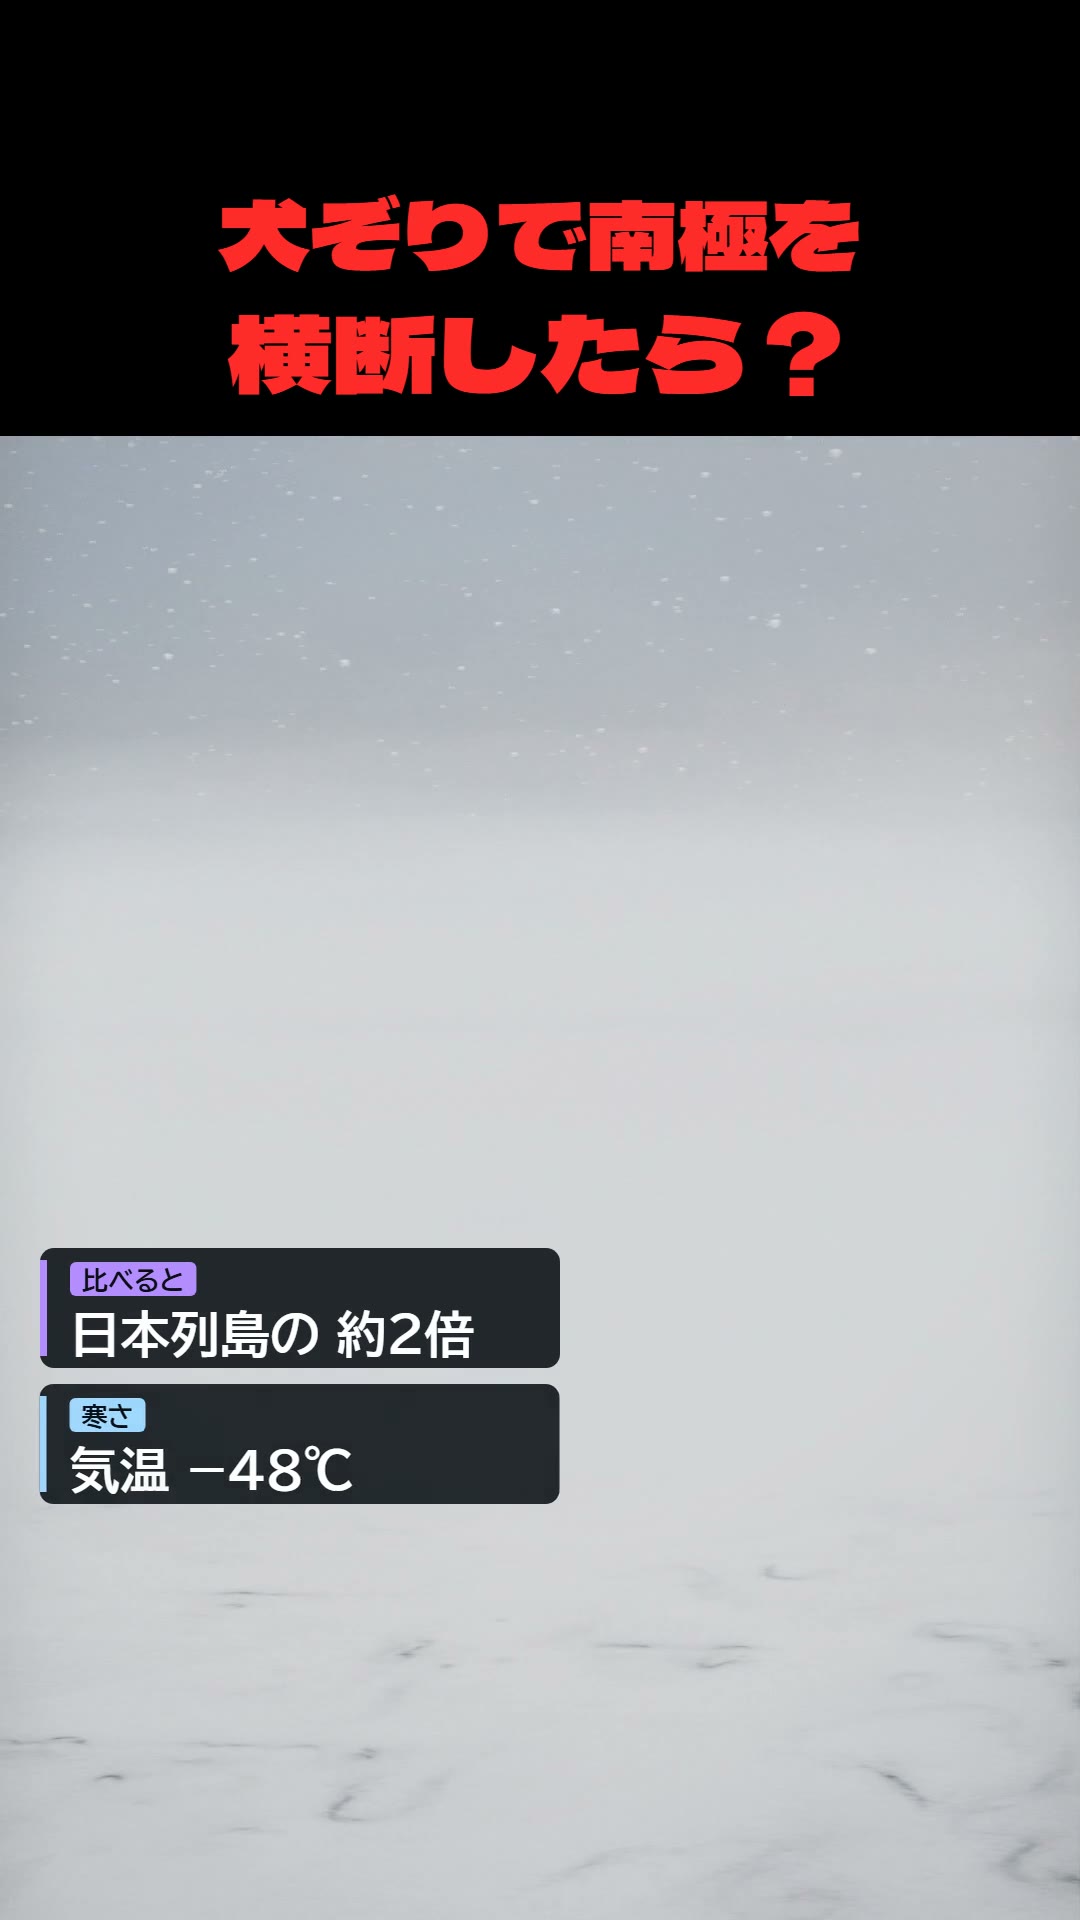 犬ぞりで南極を
横断したら？
比べると
日本列島の 約2倍
寒さ
気温 −48℃